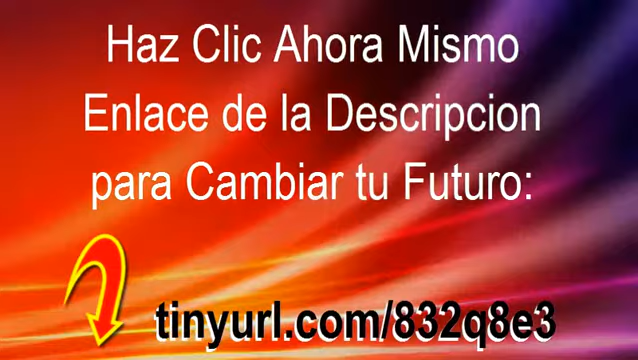 Haz Clic Ahora Mismo
Enlace de la Descripcion
para Cambiar tu Futuro:
tinyurl.com/832q8e3